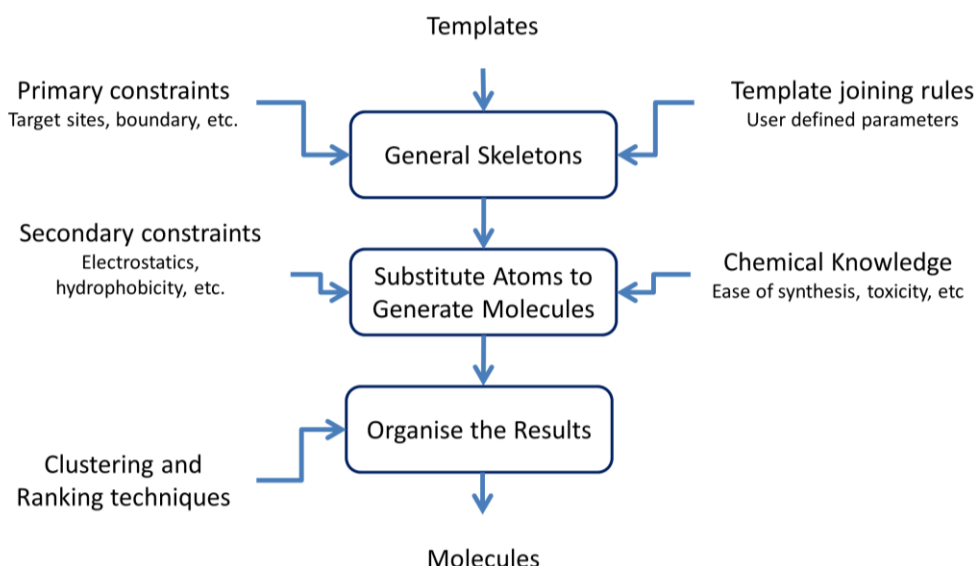 Templates
Primary constraints
Target sites, boundary, etc.
Template joining rules
User defined parameters
General Skeletons
Secondary constraints
Electrostatics,
hydrophobicity, etc.
Substitute Atoms to
Generate Molecules
Chemical Knowledge
Ease of synthesis, toxicity, etc
Organise the Results
Clustering and
Ranking techniques
Molecules